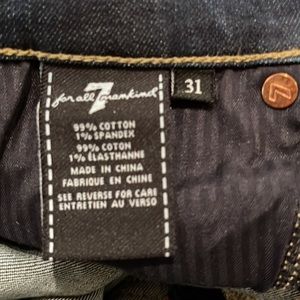 7
for all mankind
31
99% COTTON
1% SPANDEX
99% COTON
1% ÉLASTHANNE
MADE IN CHINA
FABRIQUE EN CHINE
SEE REVERSE FOR CARE
ENTRETIEN AU VERSO
7